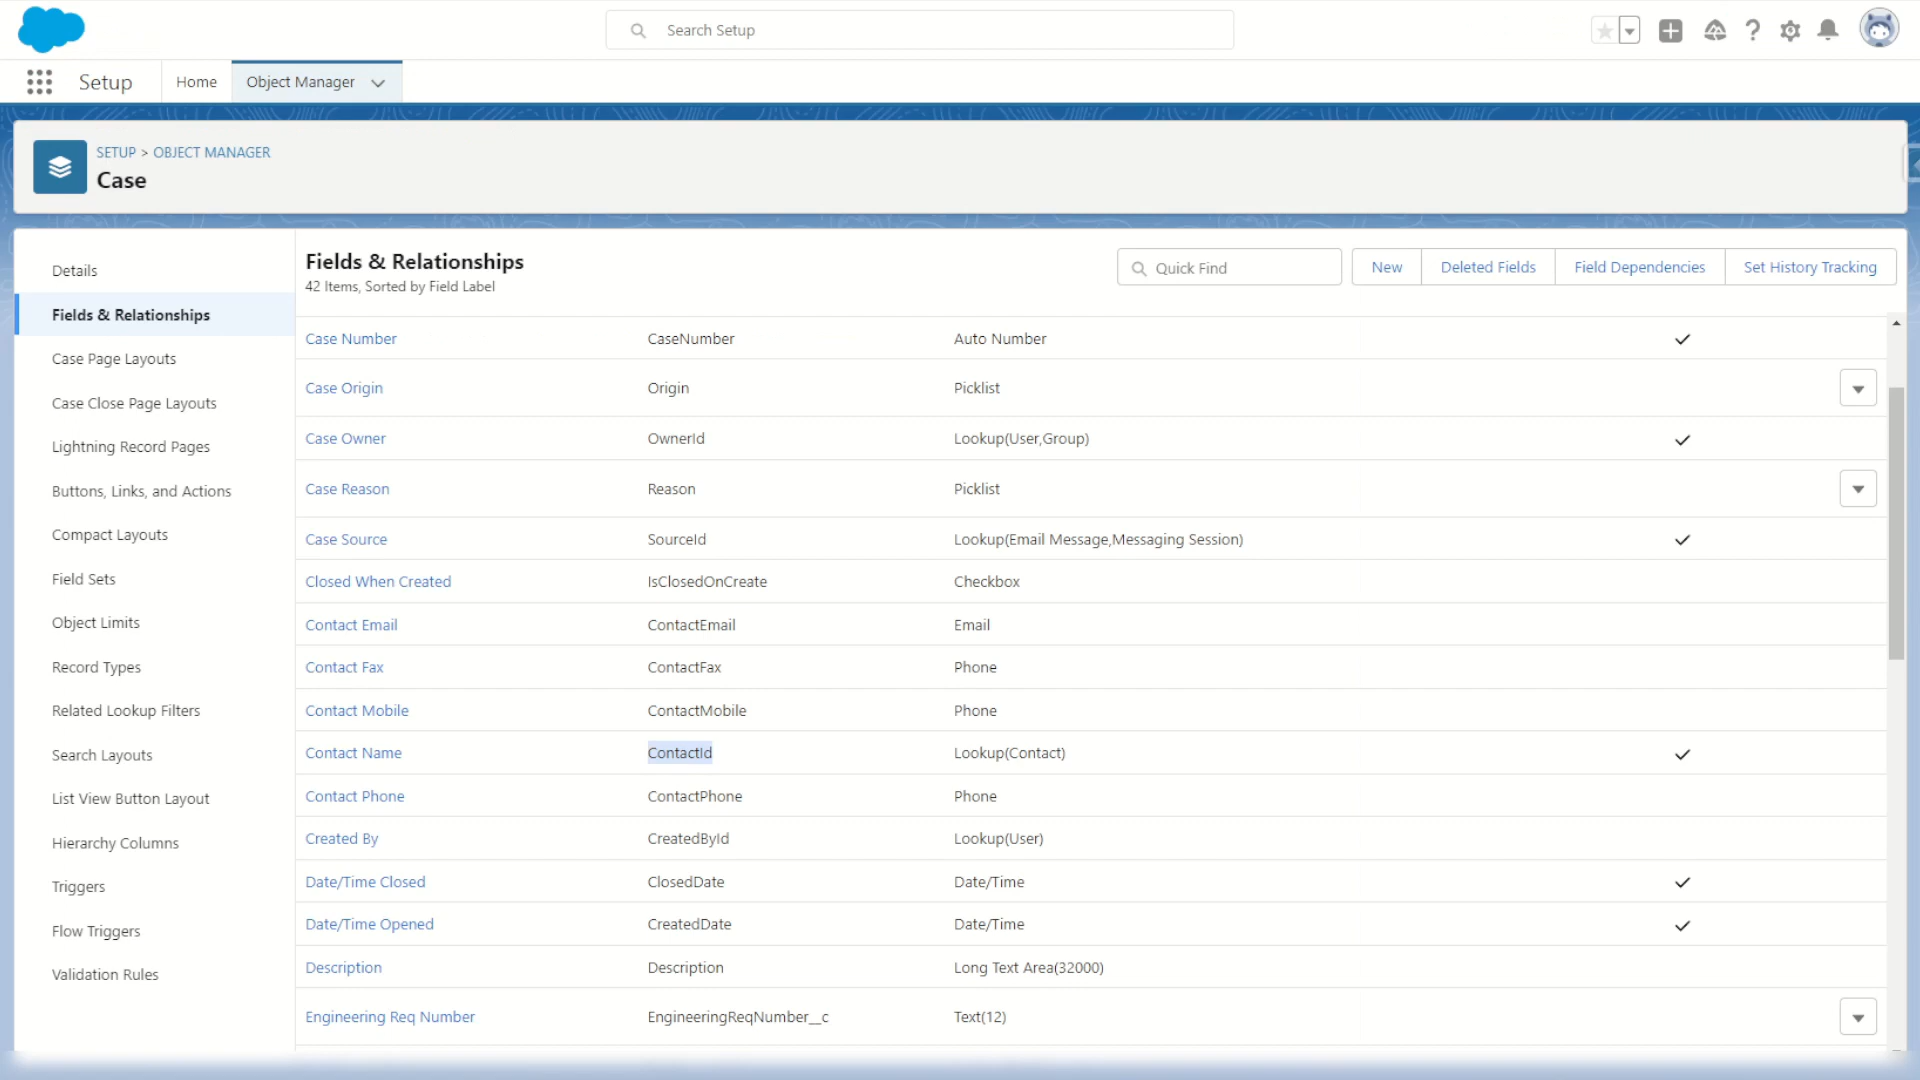 Search Setup
Setup
Home
Object Manager
SETUP > OBJECT MANAGER
Case
Details
Fields & Relationships
Case Page Layouts
Case Close Page Layouts
Lightning Record Pages
Buttons, Links, and Actions
Compact Layouts
Field Sets
Object Limits
Record Types
Related Lookup Filters
Search Layouts
List View Button Layout
Hierarchy Columns
Triggers
Flow Triggers
Validation Rules
Fields & Relationships
42 Items, Sorted by Field Label
Quick Find
New
Deleted Fields
Field Dependencies
Set History Tracking
Case Number CaseNumber Auto Number
Case Origin Origin Picklist
Case Owner OwnerId Lookup(User,Group)
Case Reason Reason Picklist
Case Source SourceId Lookup(Email Message,Messaging Session)
Closed When Created IsClosedOnCreate Checkbox
Contact Email ContactEmail Email
Contact Fax ContactFax Phone
Contact Mobile ContactMobile Phone
Contact Name ContactId Lookup(Contact)
Contact Phone ContactPhone Phone
Created By CreatedById Lookup(User)
Date/Time Closed ClosedDate Date/Time
Date/Time Opened CreatedDate Date/Time
Description Description Long Text Area(32000)
Engineering Req Number EngineeringReqNumber__c Text(12)